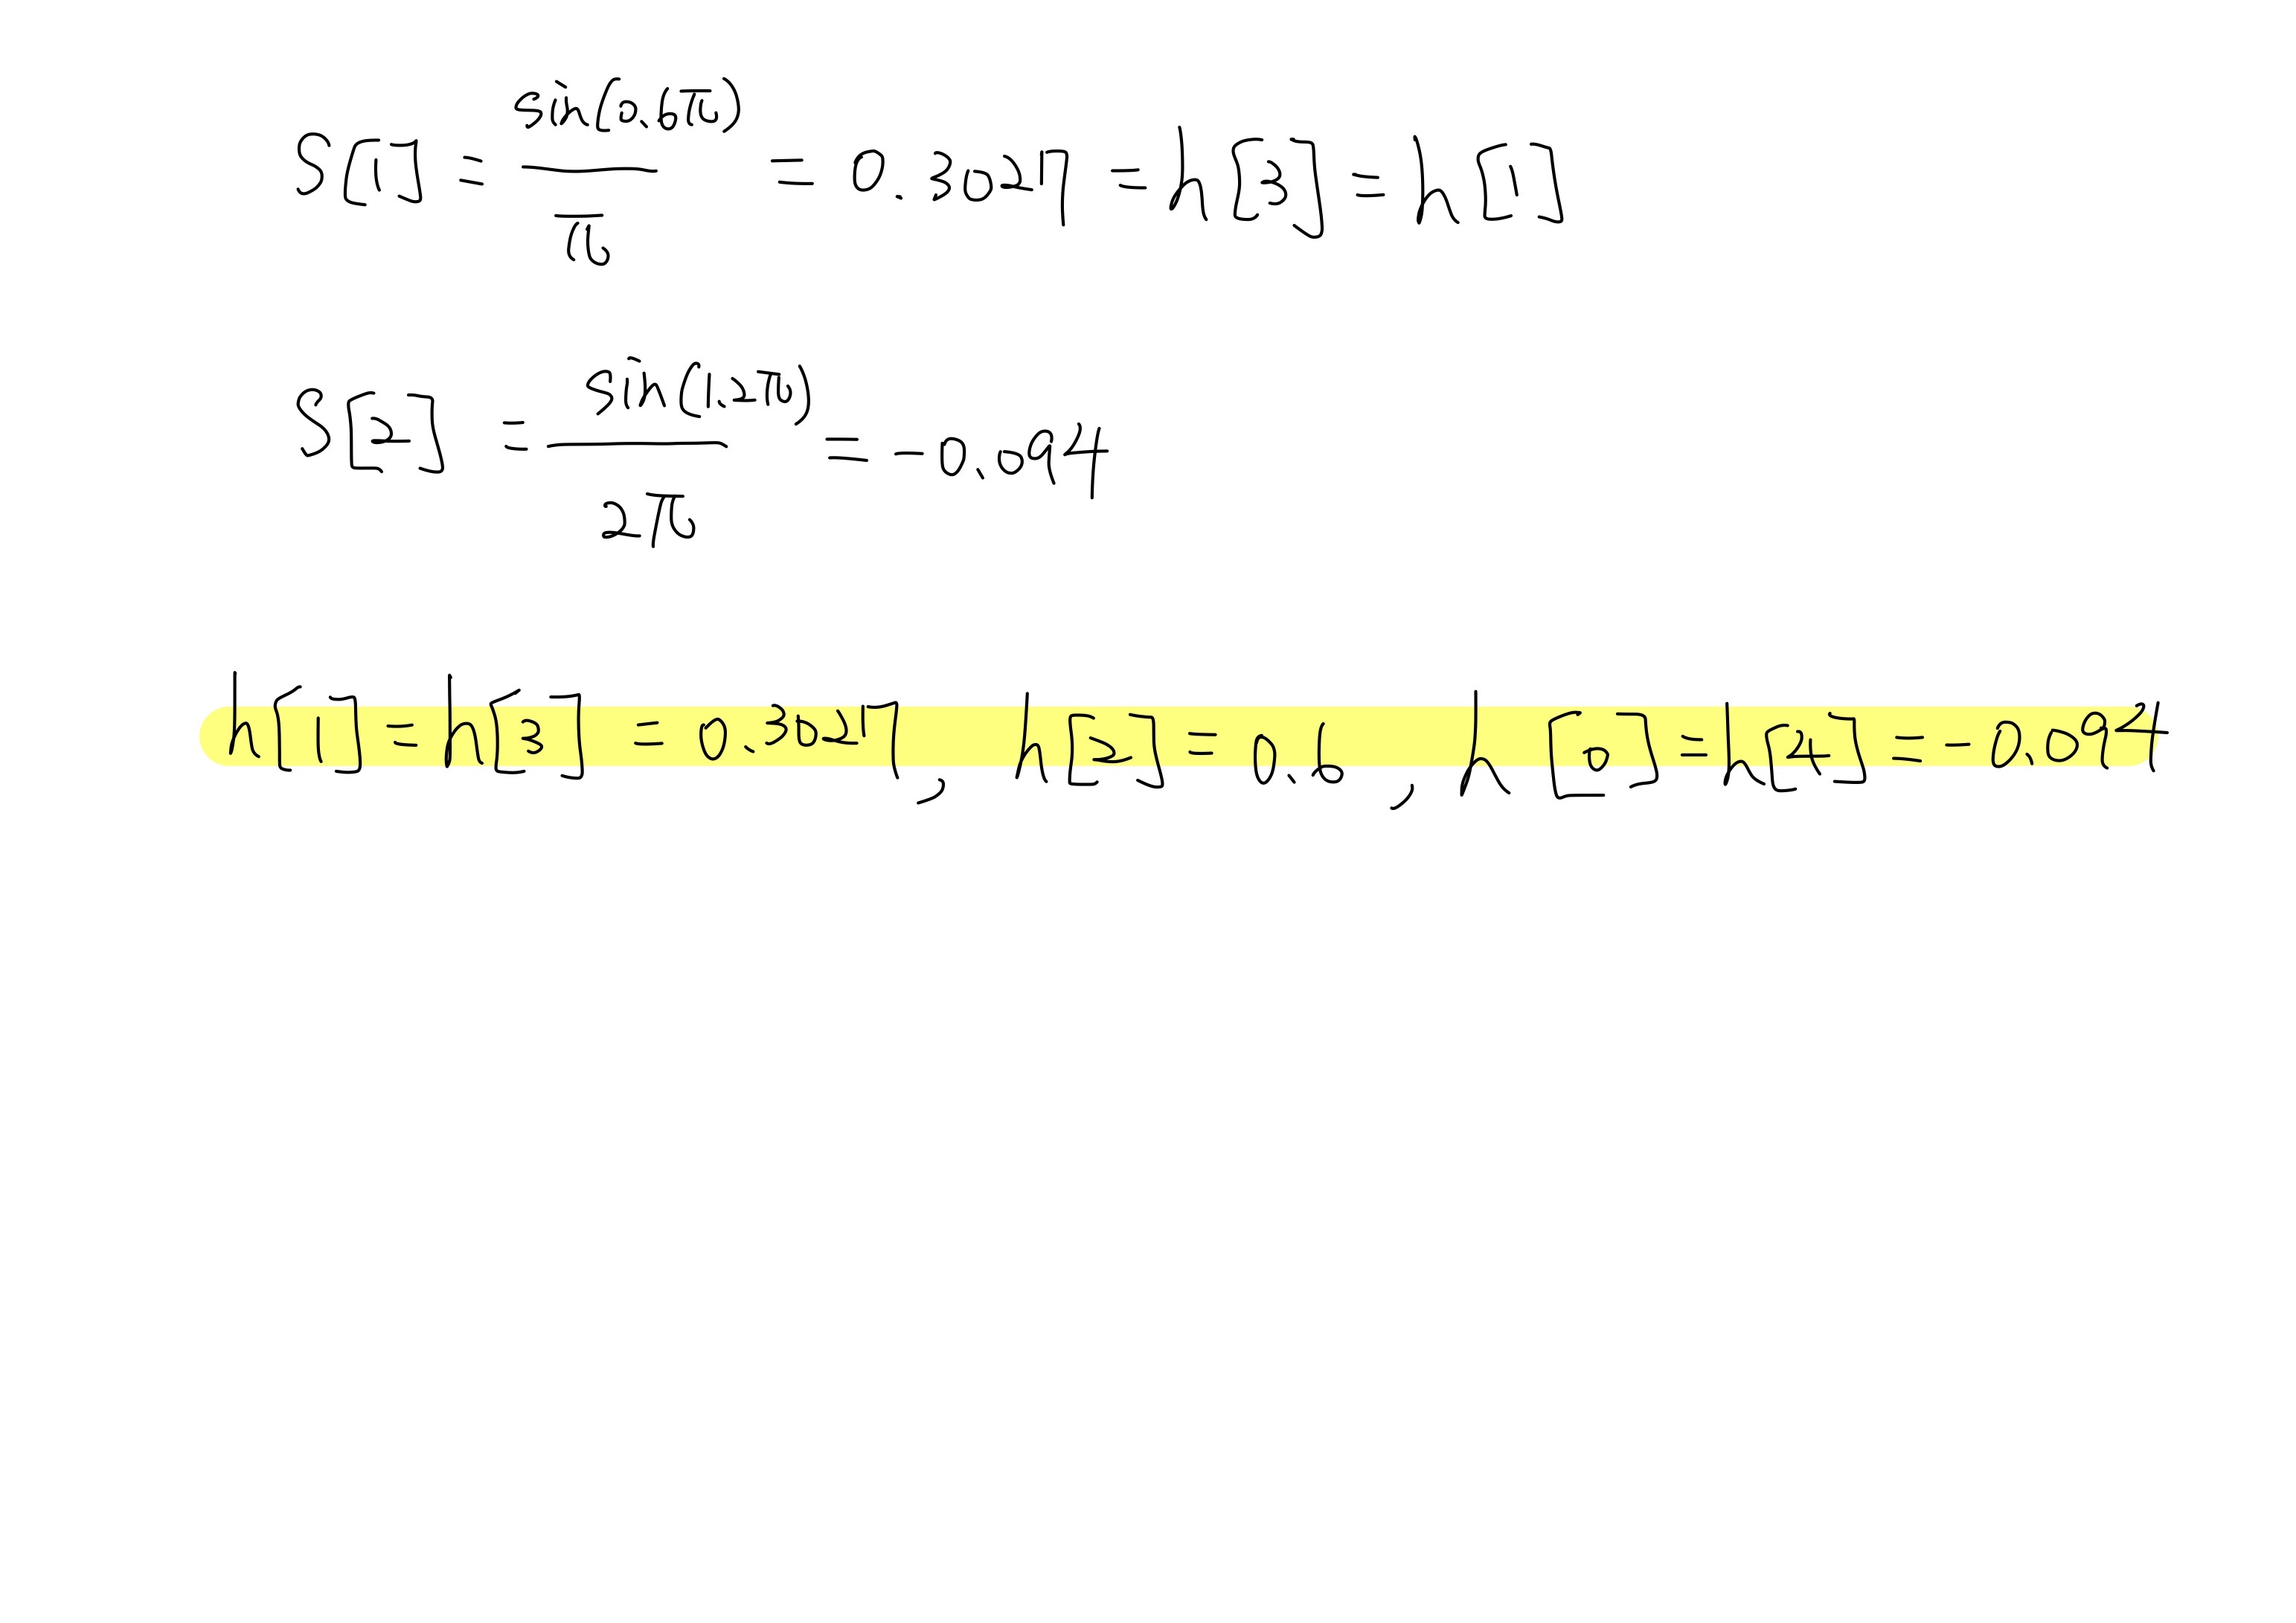 S[1] = sin(0.6π)/π = 0.3027 = h[3] = h[1]
S[2] = sin(1.2π)/2π = -0.094
h[1] = h[3] = 0.3027, h[2] = 0.6, h[0] = h[4] = -0.094